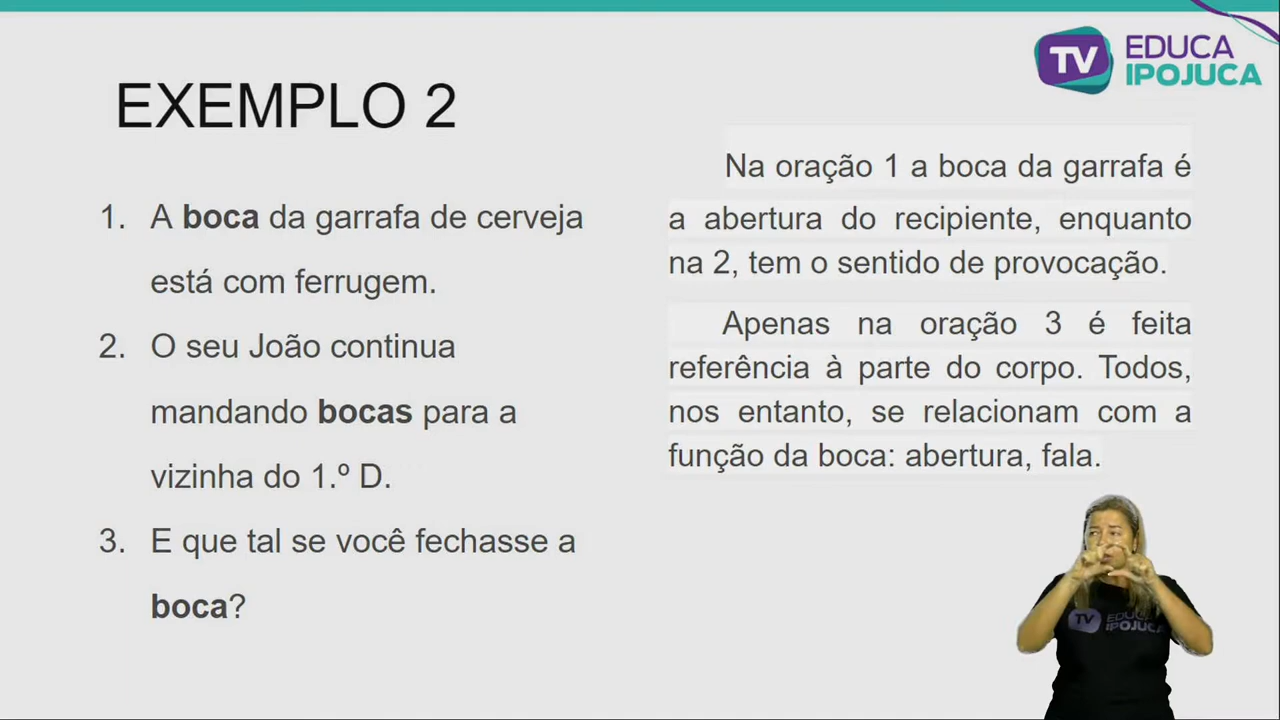 TV EDUCA
IPOJUCA
EXEMPLO 2
1. A boca da garrafa de cerveja
está com ferrugem.
2. O seu João continua
mandando bocas para a
vizinha do 1.º D.
3. E que tal se você fechasse a
boca?
Na oração 1 a boca da garrafa é
a abertura do recipiente, enquanto
na 2, tem o sentido de provocação.
Apenas na oração 3 é feita
referência à parte do corpo. Todos,
nos entanto, se relacionam com a
função da boca: abertura, fala.
TV EDUCA
IPOJUCA